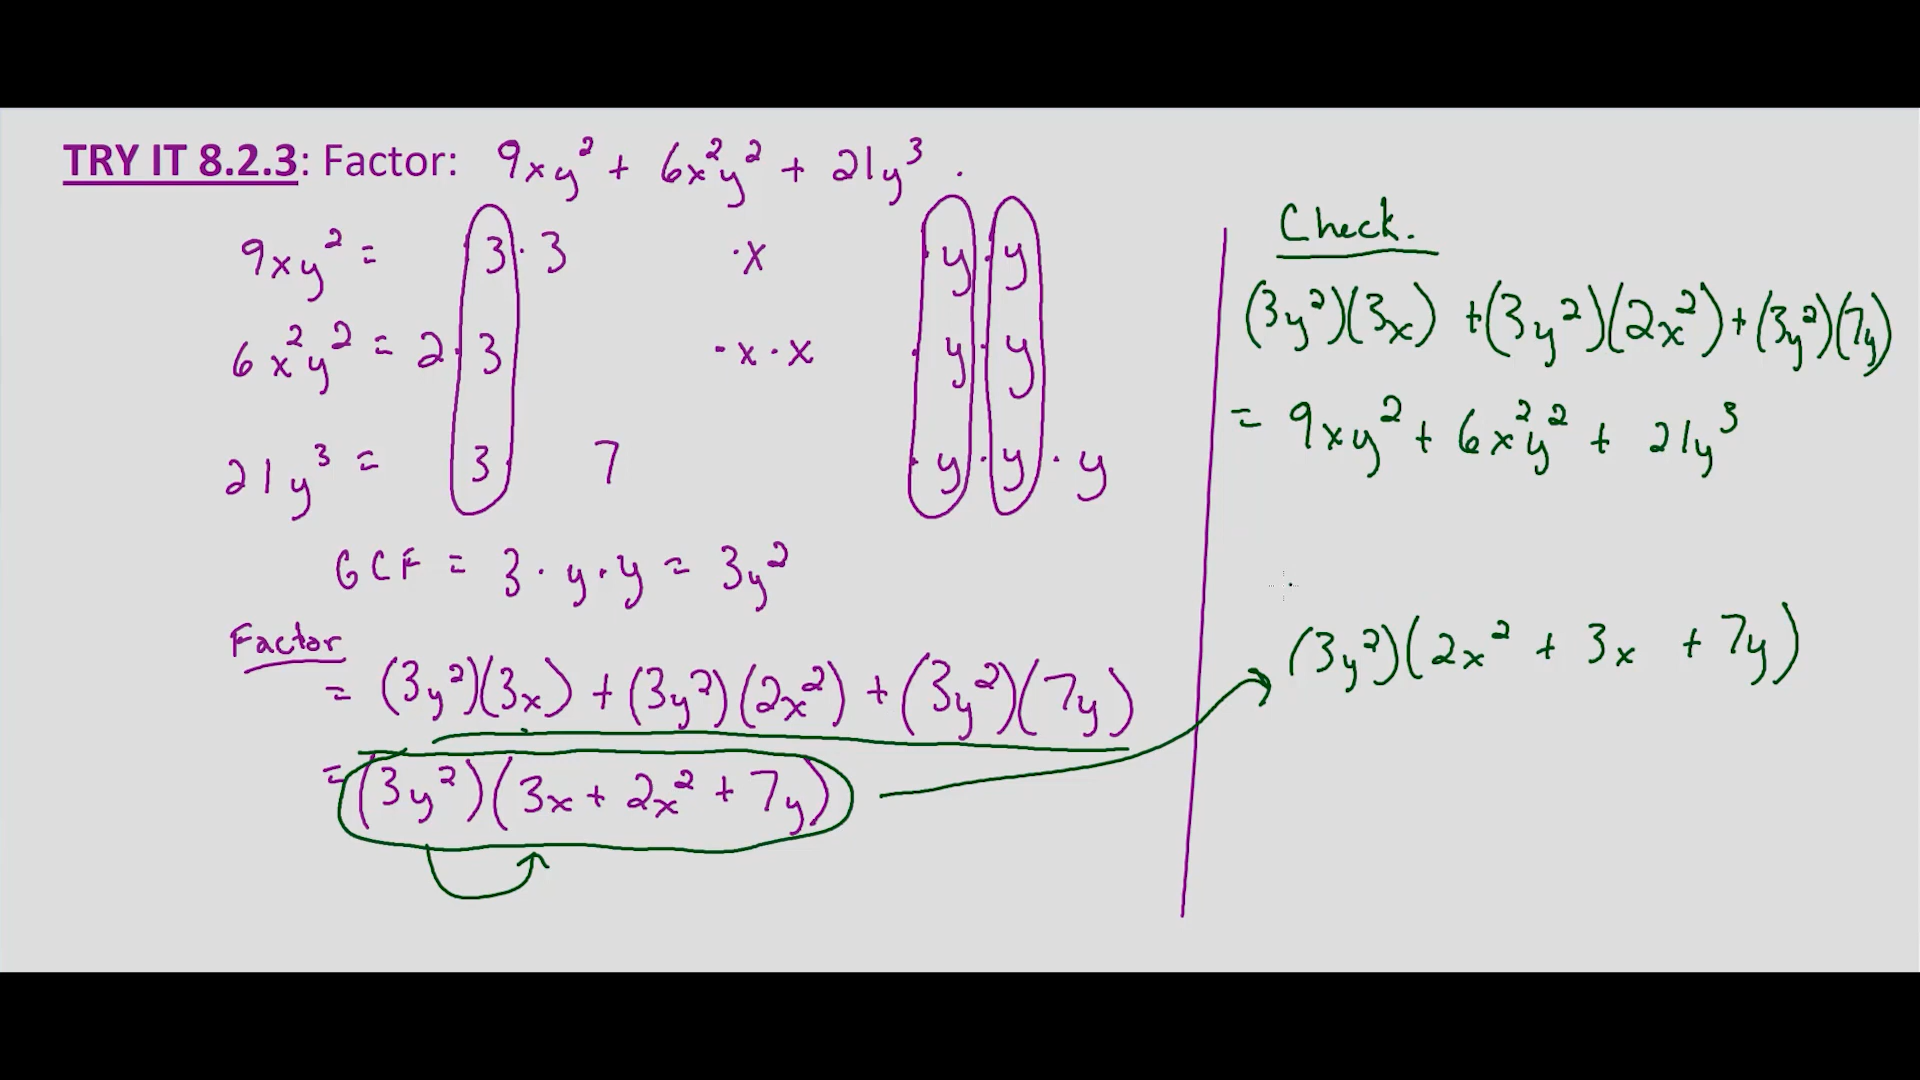 TRY IT 8.2.3: Factor: 9xy² + 6x²y² + 21y³.
9xy² = 3 · 3 · x · y · y
6x²y² = 2 · 3 · x · x · y · y
21y³ = 3 7 · y · y · y
GCF = 3 · y · y = 3y²
Factor
= (3y²)(3x) + (3y²)(2x²) + (3y²)(7y)
= (3y²)(3x + 2x² + 7y)
Check.
(3y²)(3x) + (3y²)(2x²) + (3y²)(7y)
= 9xy² + 6x²y² + 21y³
(3y²)(2x² + 3x + 7y)